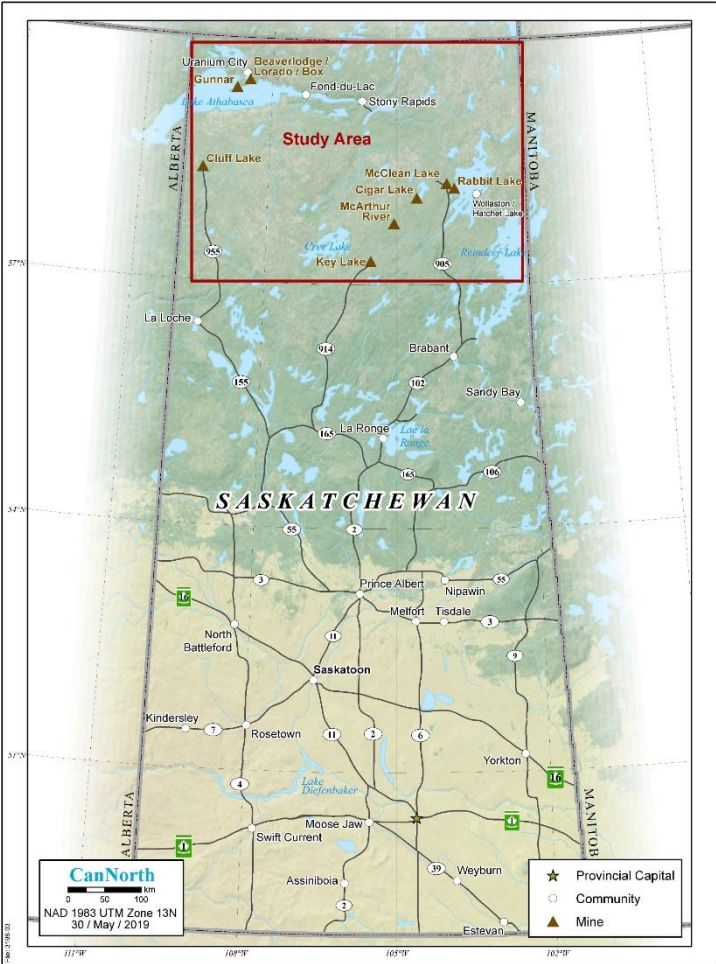 Uranium City
Beaverlodge /
Lorado / Box
Gunnar
Lake Athabasca
Fond-du-Lac
Stony Rapids
ALBERTA
MANITOBA
Study Area
Cluff Lake
McClean Lake
Rabbit Lake
Cigar Lake
Wollaston /
Hatchet Lake
McArthur
River
955
Cree Lake
Reindeer Lake
57°N
Key Lake
905
La Loche
914
Brabant
155
102
Sandy Bay
La Ronge
Lac la
Ronge
165
165
106
SASKATCHEWAN
54°N
55
2
3
Prince Albert
55
Nipawin
16
Melfort
Tisdale
3
North
Battleford
11
9
Saskatoon
Kindersley
7
Rosetown
11
2
6
Yorkton
51°N
16
4
Lake
Diefenbaker
ALBERTA
MANITOB
Moose Jaw
1
Swift Current
1
CanNorth
0 50 100
km
NAD 1983 UTM Zone 13N
30 / May / 2019
Assiniboia
2
39
Weyburn
Estevan
Provincial Capital
Community
Mine
111°W
108°W
105°W
102°W